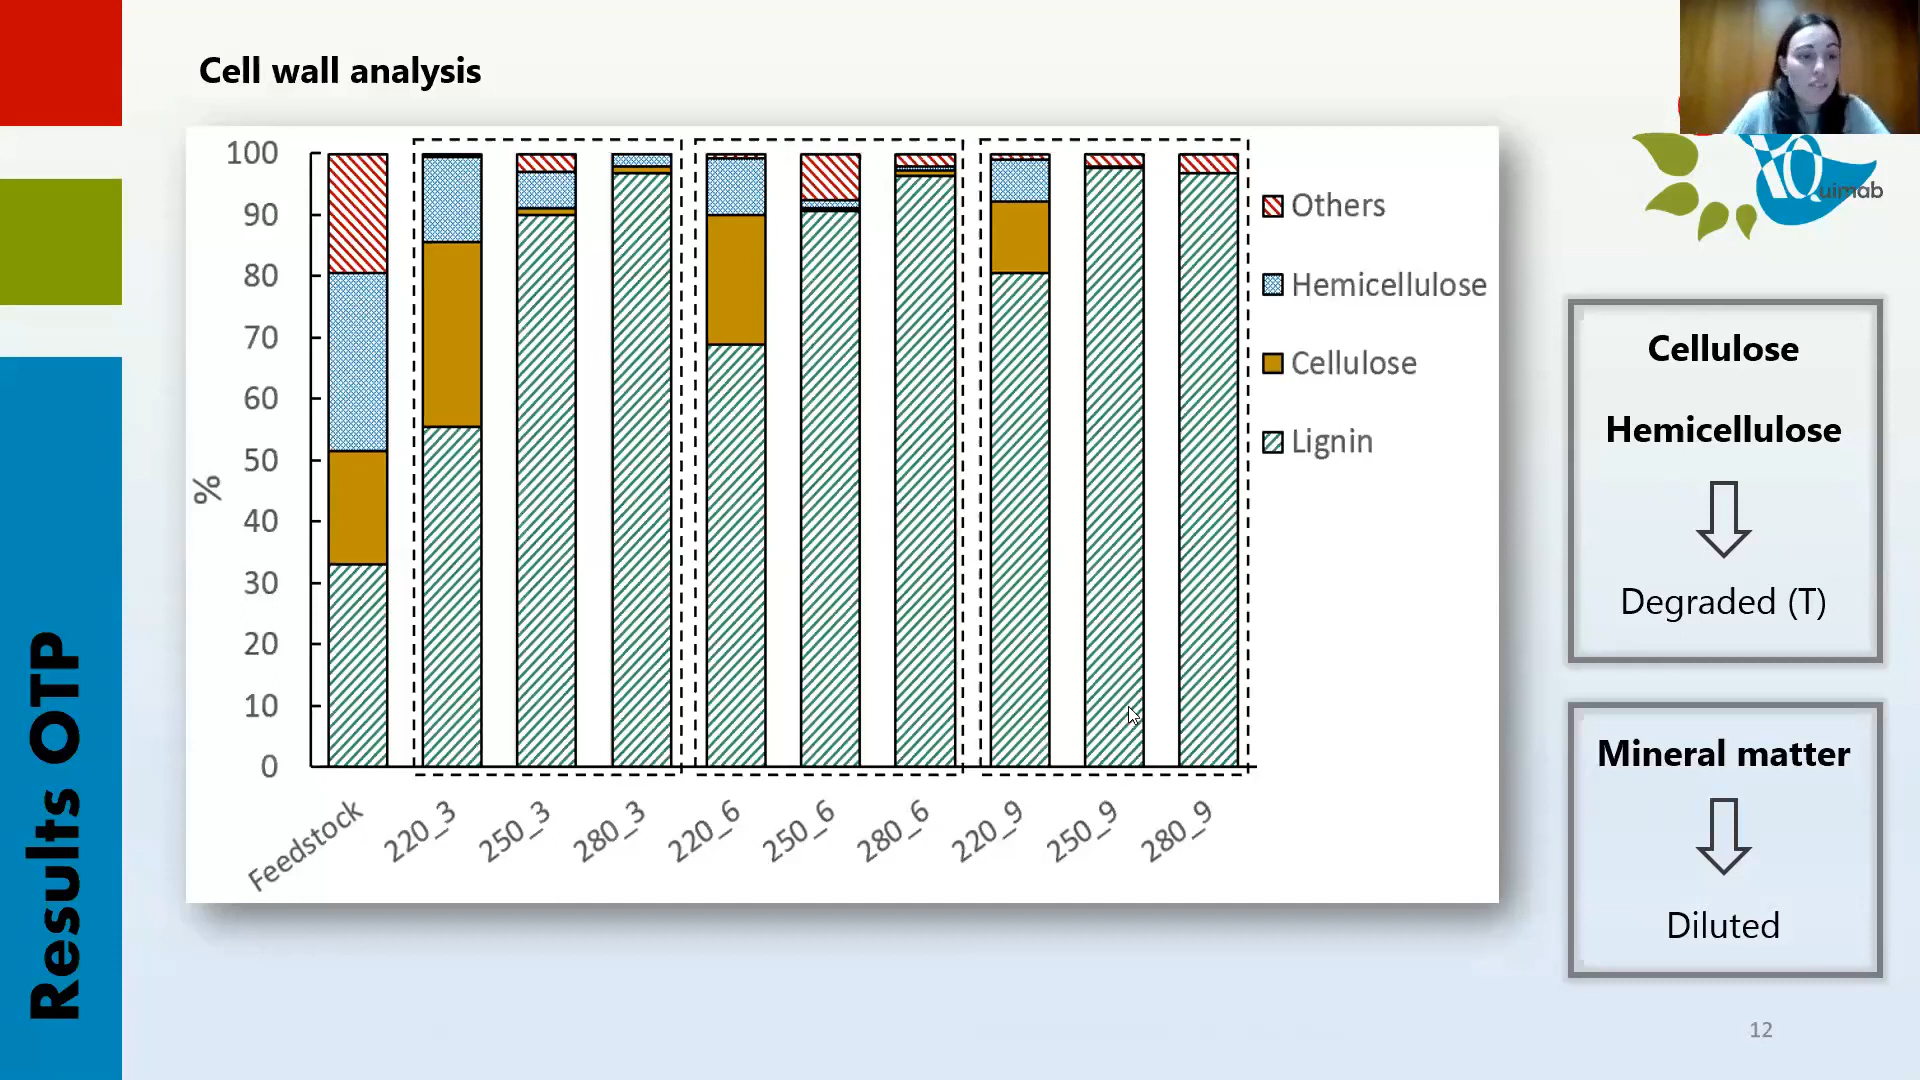 Cell wall analysis
100
90
80
70
60
50
40
30
20
10
0
%
Feedstock
220_3
250_3
280_3
220_6
250_6
280_6
220_9
250_9
280_9
Others
Hemicellulose
Cellulose
Lignin
XQuimab
Cellulose
Hemicellulose
Degraded (T)
Mineral matter
Diluted
Results OTP
12